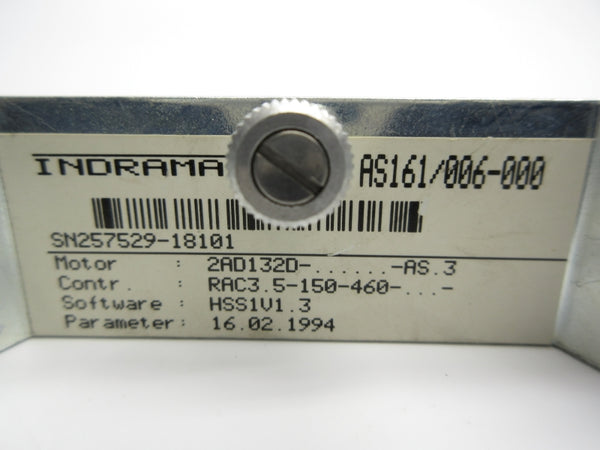 INDRAMA AS161/006-000
SN257529-18101
Motor : 2AD132D-......-AS.3
Contr. : RAC3.5-150-460-...-
Software : HSS1V1.3
Parameter: 16.02.1994